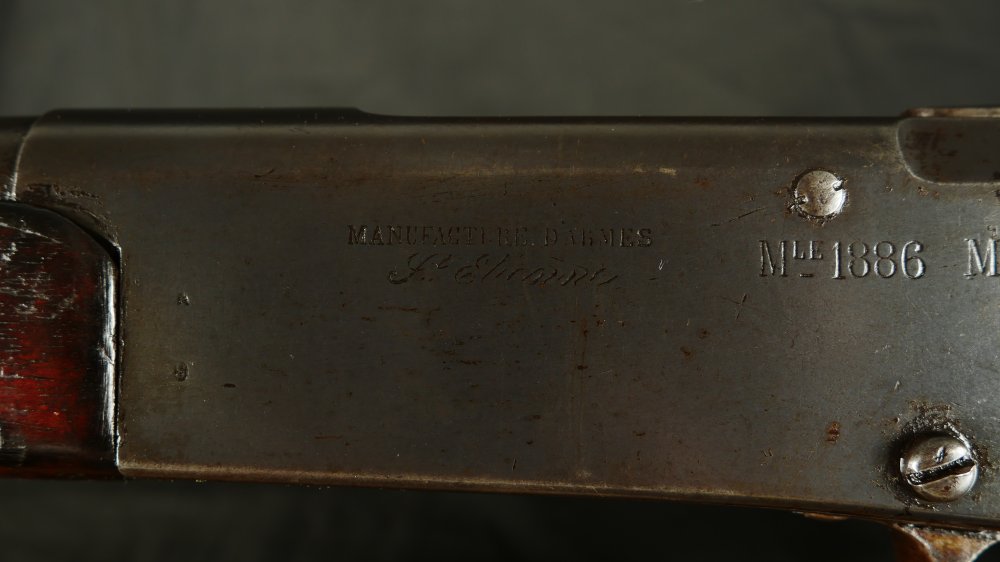 MANUFACTURE D'ARMES
St Etienne
MLE 1886 M